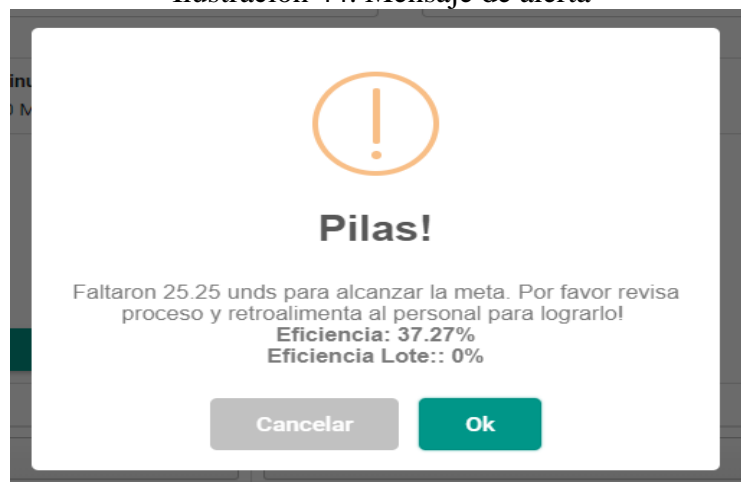 Pilas!
Faltaron 25.25 unds para alcanzar la meta. Por favor revisa
proceso y retroalimenta al personal para lograrlo!
Eficiencia: 37.27%
Eficiencia Lote:: 0%
Cancelar Ok